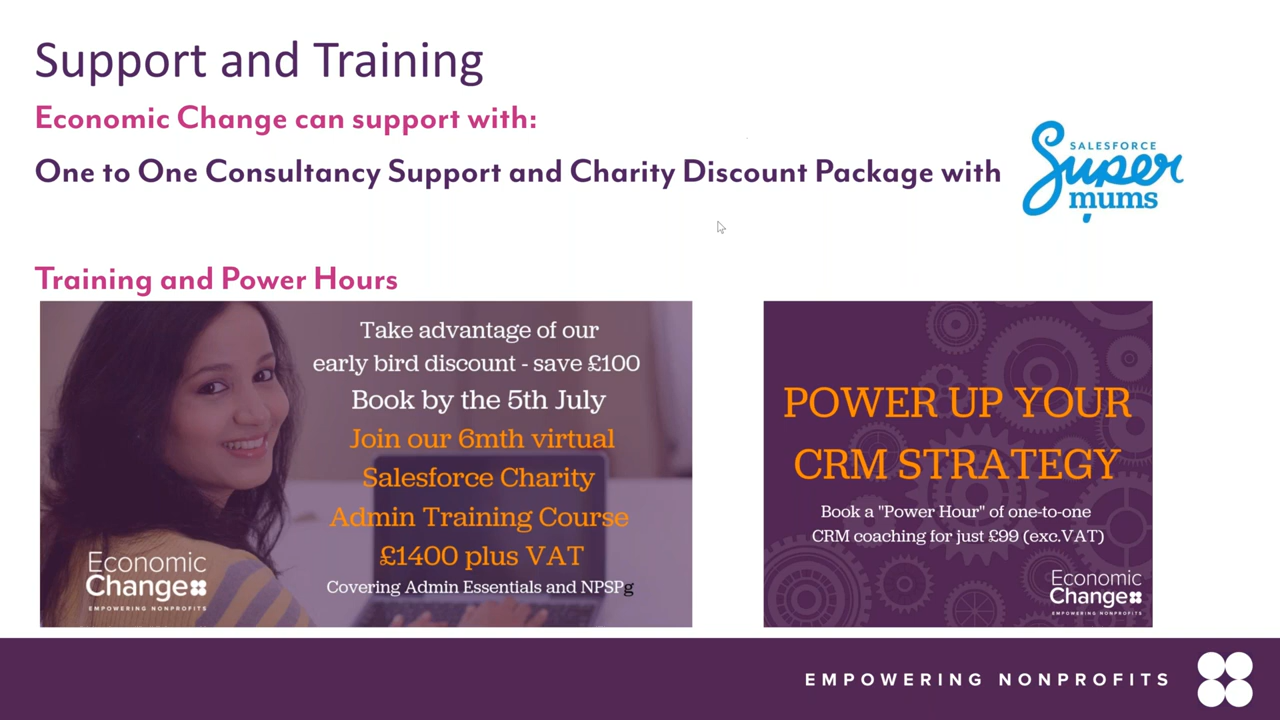 Support and Training
Economic Change can support with:
One to One Consultancy Support and Charity Discount Package with
SALESFORCE
Super
mums
Training and Power Hours
Take advantage of our
early bird discount - save £100
Book by the 5th July
Join our 6mth virtual
Salesforce Charity
Admin Training Course
£1400 plus VAT
Covering Admin Essentials and NPSPg
Economic
Change
EMPOWERING NONPROFITS
POWER UP YOUR
CRM STRATEGY
Book a "Power Hour" of one-to-one
CRM coaching for just £99 (exc.VAT)
Economic
Change
EMPOWERING NONPROFITS
EMPOWERING NONPROFITS